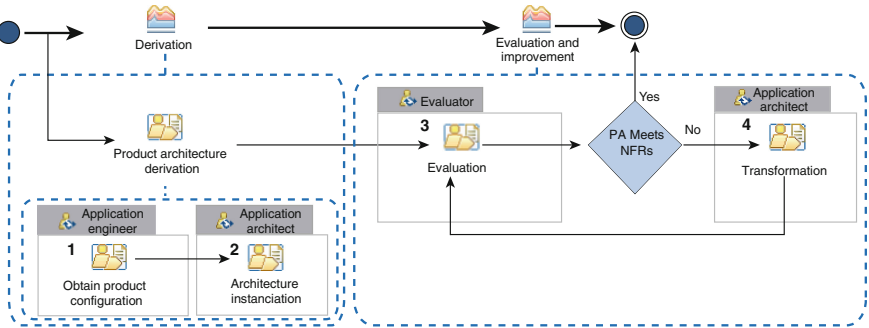 Derivation
Evaluation and
improvement
Product architecture
derivation
Application
engineer
1
Obtain product
configuration
Application
architect
2
Architecture
instanciation
Evaluator
3
Evaluation
PA Meets
NFRs
Yes
No
Application
architect
4
Transformation